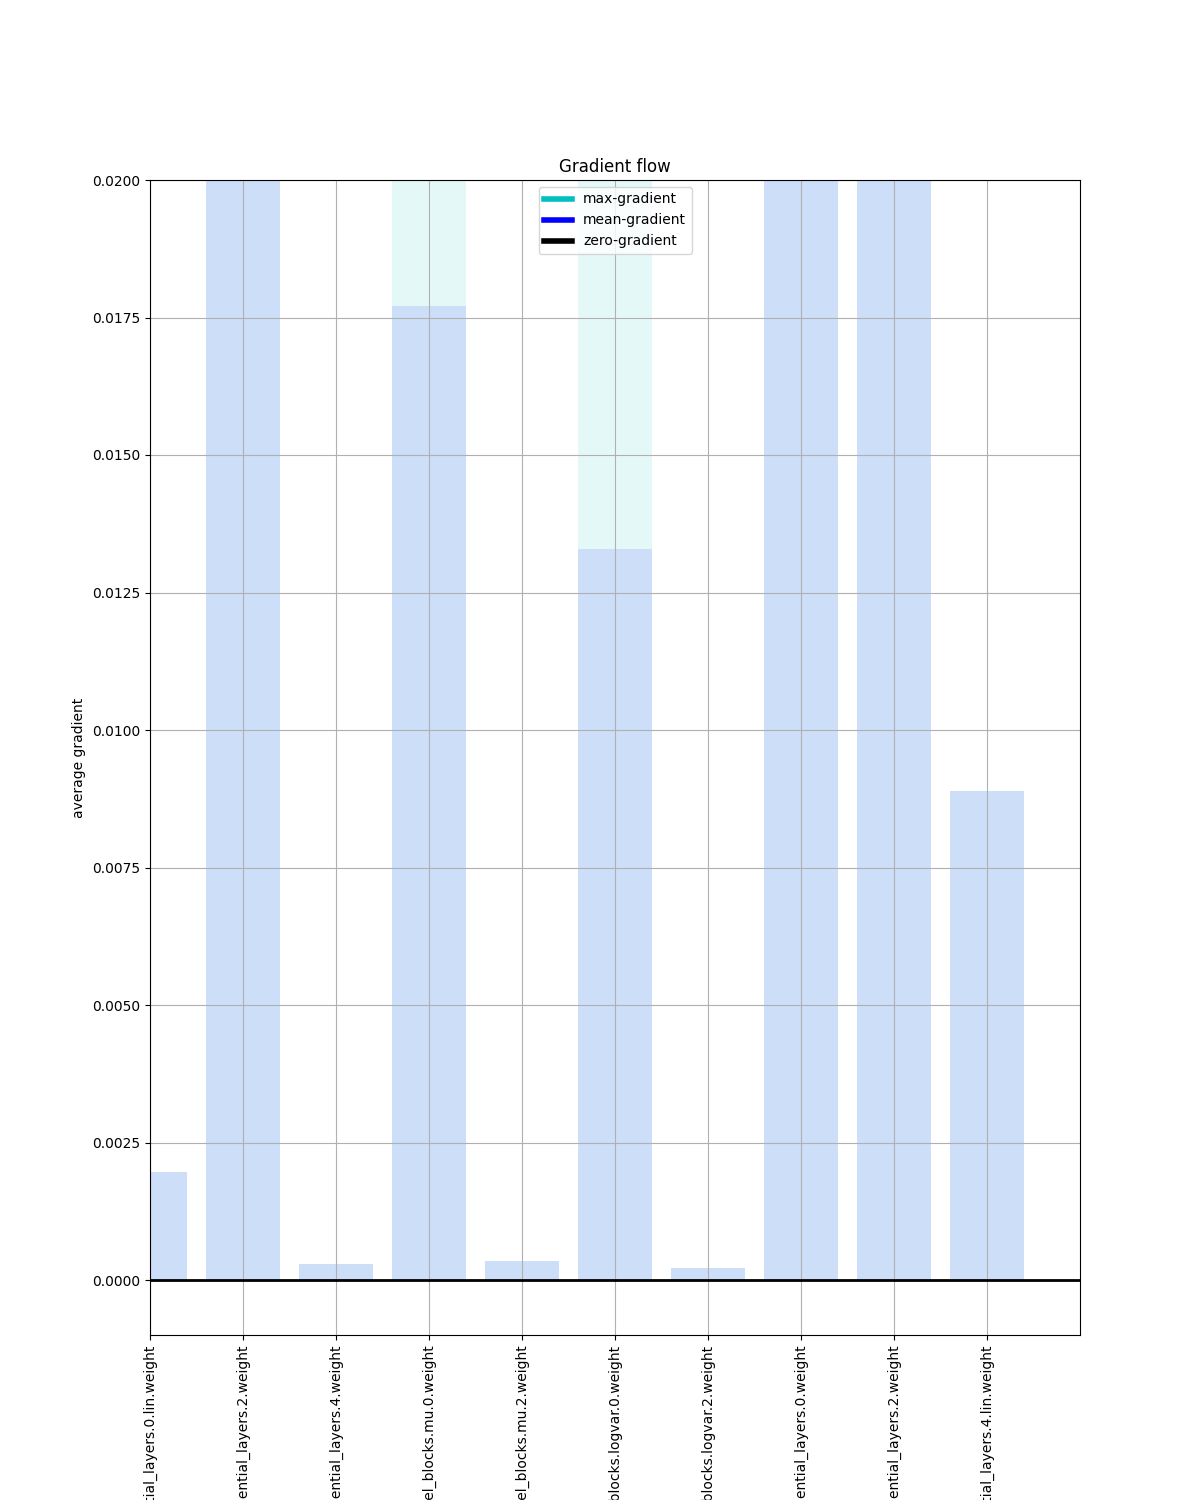 Gradient flow
max-gradient
mean-gradient
zero-gradient
0.0200
0.0175
0.0150
0.0125
0.0100
0.0075
0.0050
0.0025
0.0000
average gradient
tial_layers.0.lin.weight
ential_layers.2.weight
ential_layers.4.weight
el_blocks.mu.0.weight
el_blocks.mu.2.weight
blocks.logvar.0.weight
blocks.logvar.2.weight
ential_layers.0.weight
ential_layers.2.weight
tial_layers.4.lin.weight